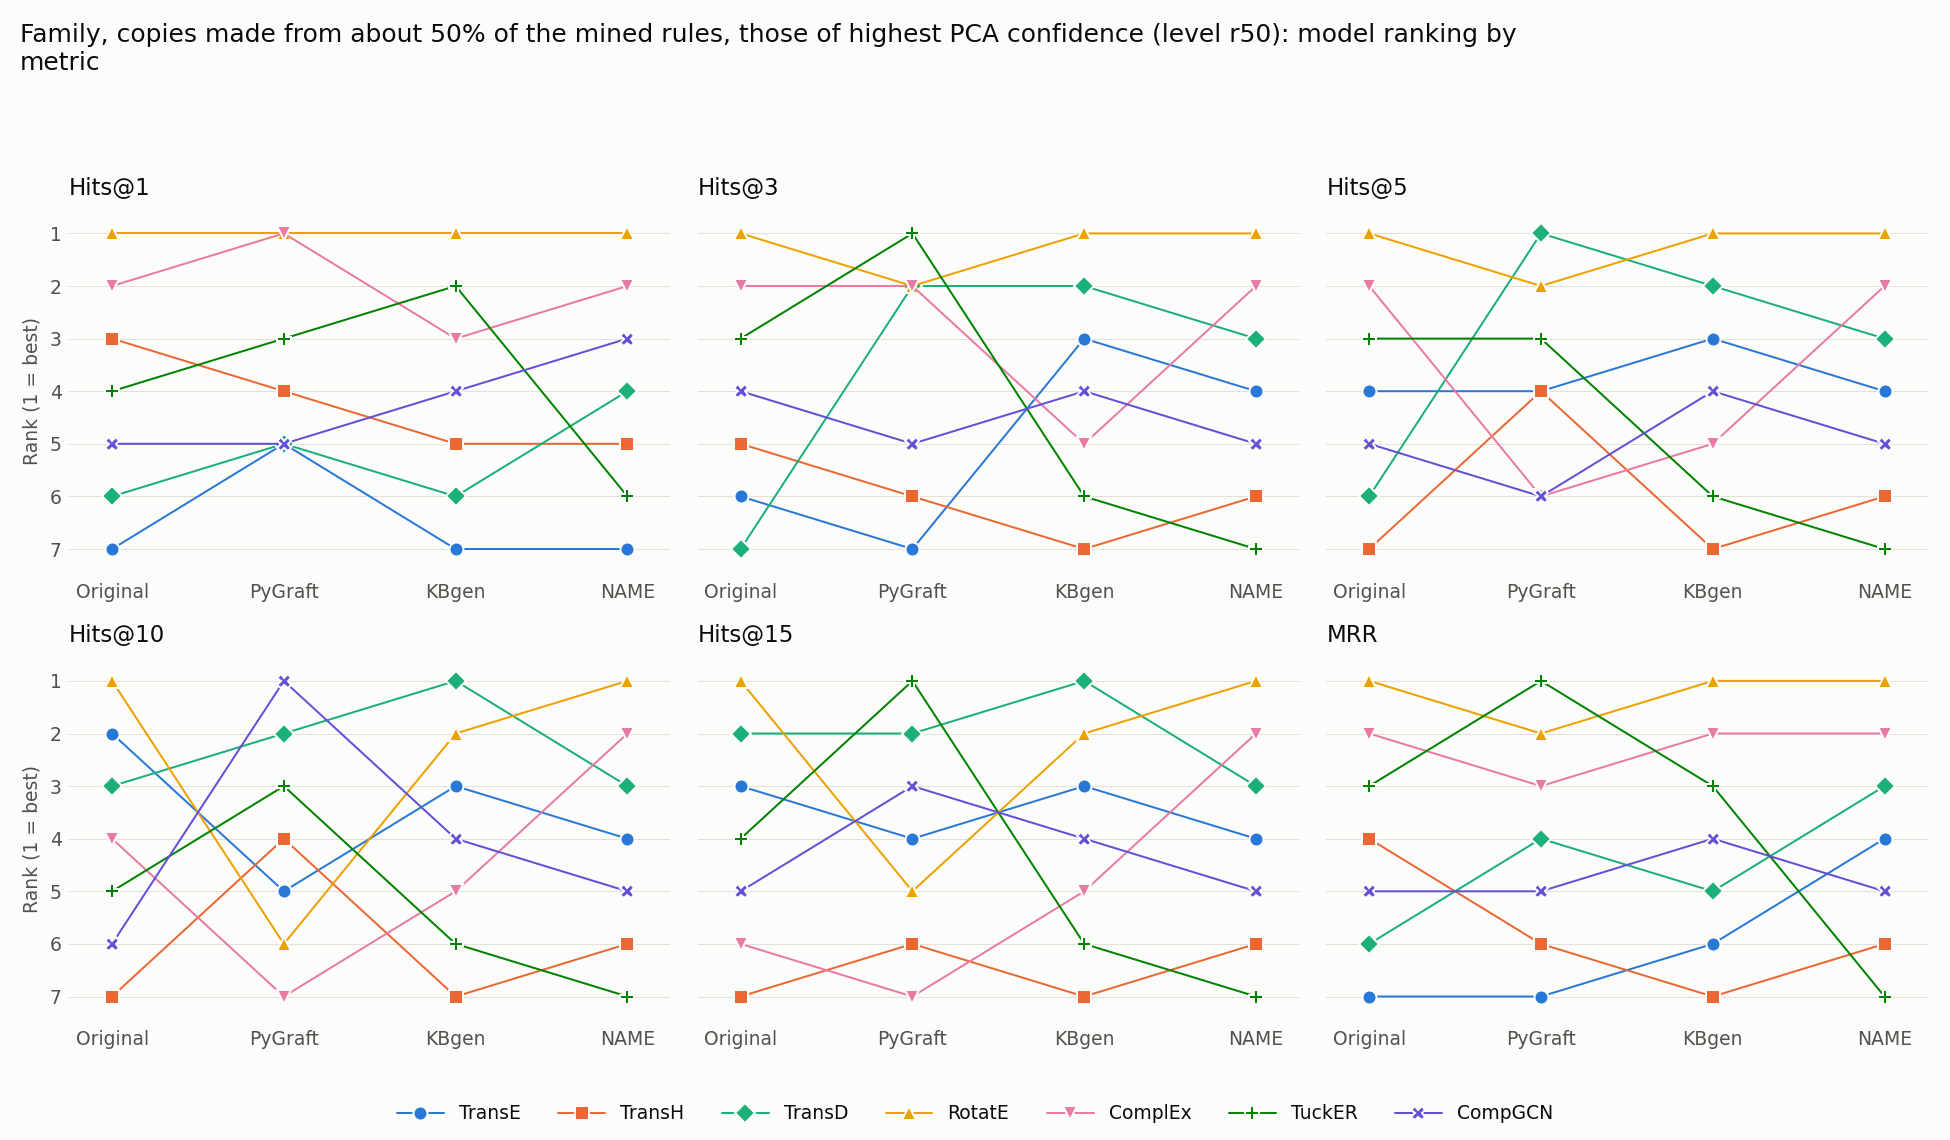 Family, copies made from about 50% of the mined rules, those of highest PCA confidence (level r50): model ranking by
metric
Hits@1
Hits@3
Hits@5
Rank (1 = best)
1
2
3
4
5
6
7
Original
PyGraft
KBgen
NAME
Original
PyGraft
KBgen
NAME
Original
PyGraft
KBgen
NAME
Hits@10
Hits@15
MRR
Rank (1 = best)
1
2
3
4
5
6
7
Original
PyGraft
KBgen
NAME
Original
PyGraft
KBgen
NAME
Original
PyGraft
KBgen
NAME
TransE
TransH
TransD
RotatE
ComplEx
TuckER
CompGCN